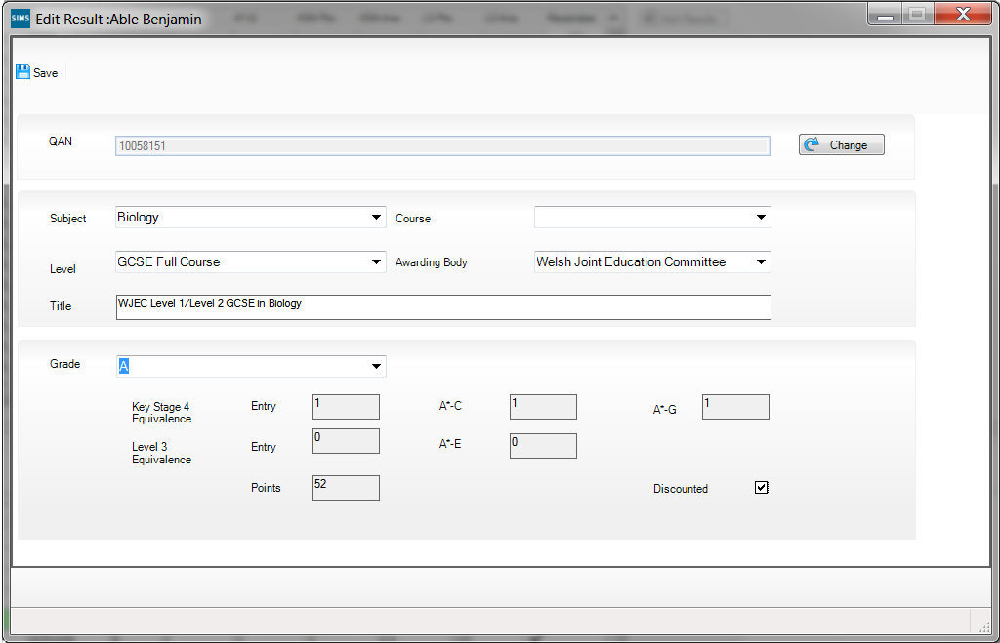 SIMS Edit Result :Able Benjamin
Save
QAN 10058151 Change
Subject Biology Course
Level GCSE Full Course Awarding Body Welsh Joint Education Committee
Title WJEC Level 1/Level 2 GCSE in Biology
Grade A
Key Stage 4 Entry 1 A*-C 1 A*-G 1
Equivalence
Level 3 Entry 0 A*-E 0
Equivalence
Points 52 Discounted